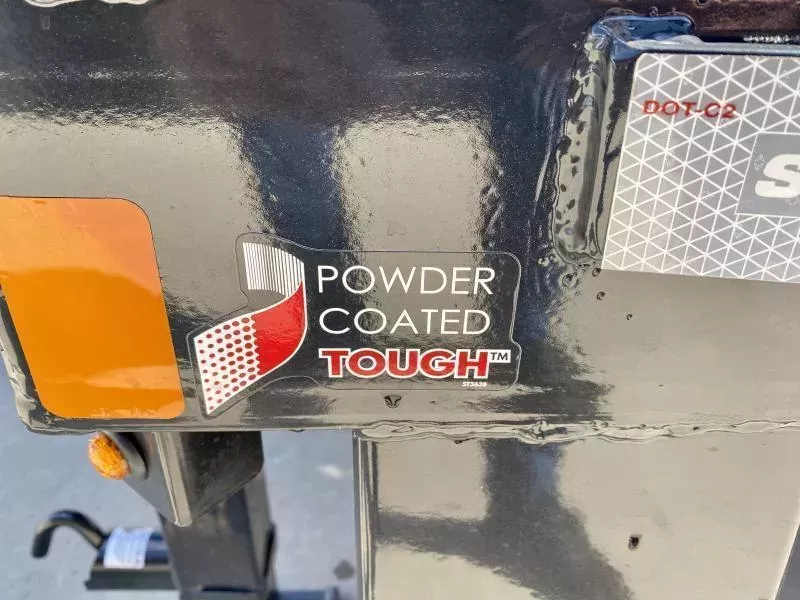 DOT-C2
S
POWDER
COATED
TOUGH™
ST3638